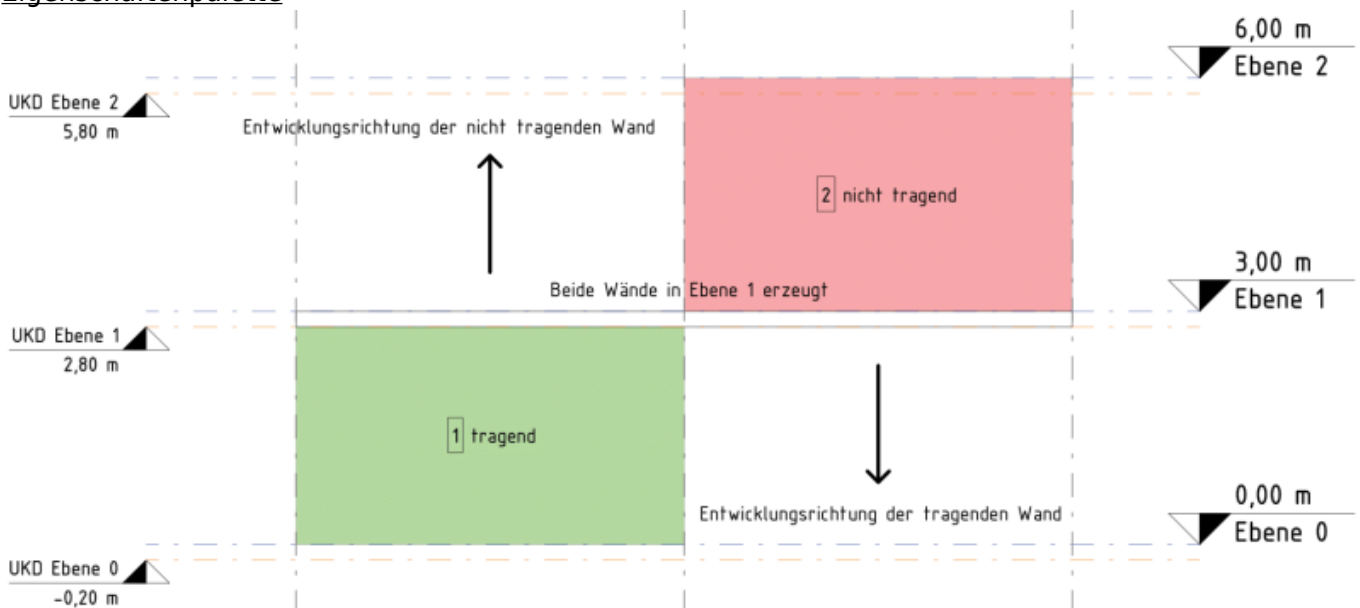 Eigenschaftenpalette
6,00 m
Ebene 2
UKD Ebene 2
5,80 m
Entwicklungsrichtung der nicht tragenden Wand
2 nicht tragend
3,00 m
Beide Wände in Ebene 1 erzeugt
Ebene 1
UKD Ebene 1
2,80 m
1 tragend
0,00 m
Entwicklungsrichtung der tragenden Wand
Ebene 0
UKD Ebene 0
-0,20 m